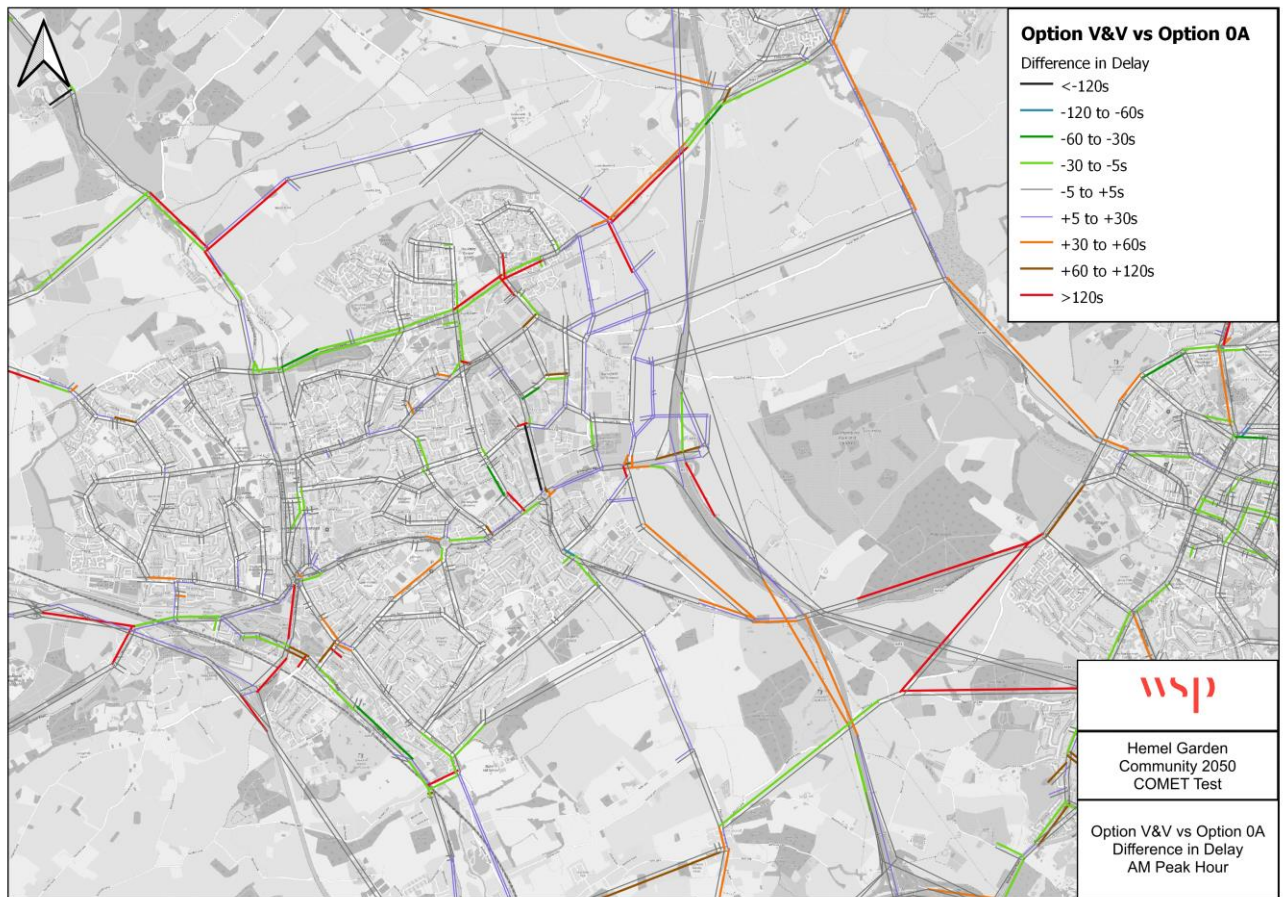 Option V&V vs Option 0A
Difference in Delay
<-120s
-120 to -60s
-60 to -30s
-30 to -5s
-5 to +5s
+5 to +30s
+30 to +60s
+60 to +120s
>120s
wsp
Hemel Garden
Community 2050
COMET Test
Option V&V vs Option 0A
Difference in Delay
AM Peak Hour